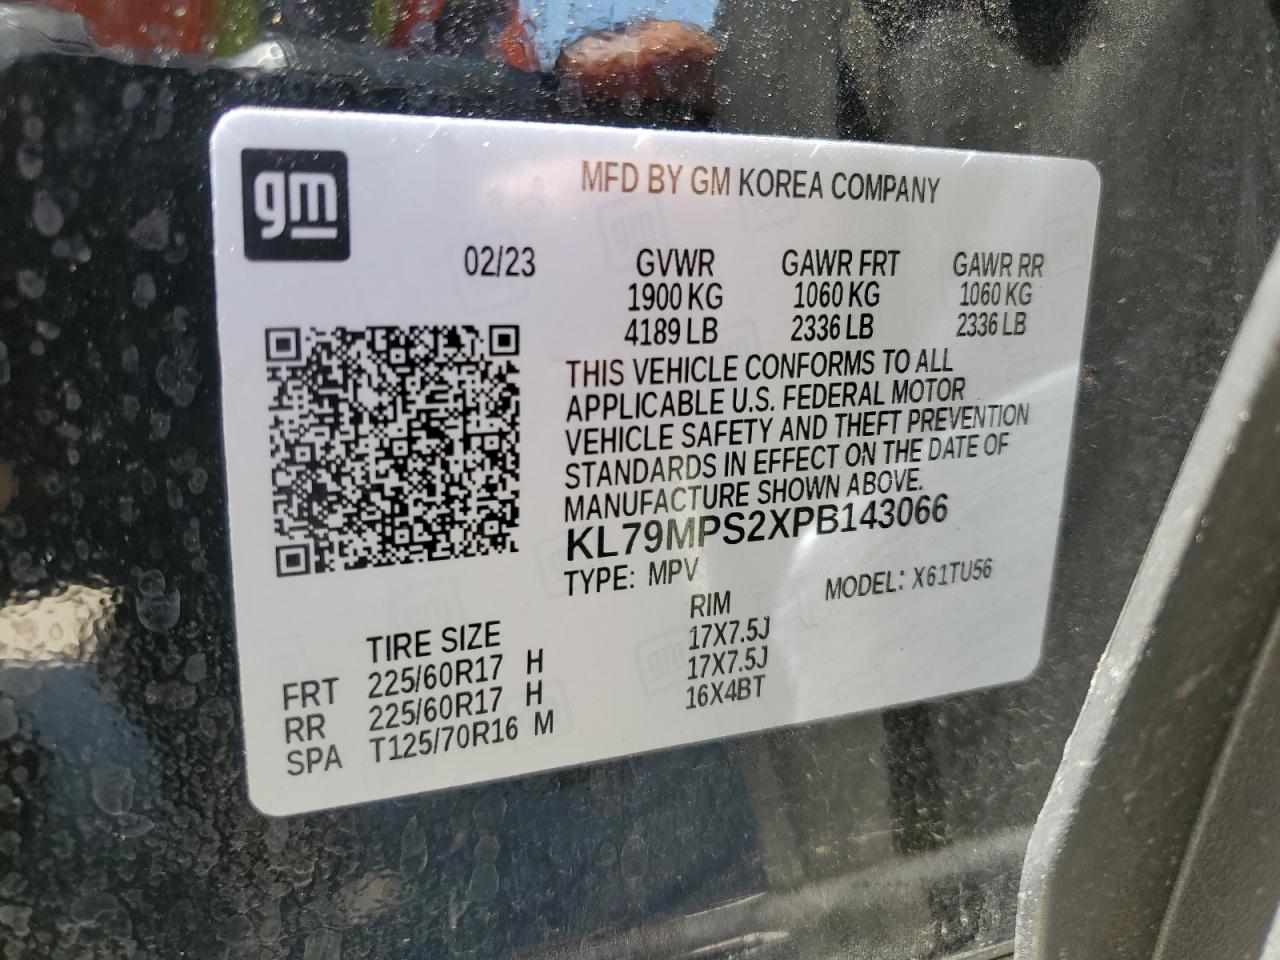 gm
MFD BY GM KOREA COMPANY
02/23 GVWR GAWR FRT GAWR RR
1900 KG 1060 KG 1060 KG
4189 LB 2336 LB 2336 LB
THIS VEHICLE CONFORMS TO ALL
APPLICABLE U.S. FEDERAL MOTOR
VEHICLE SAFETY AND THEFT PREVENTION
STANDARDS IN EFFECT ON THE DATE OF
MANUFACTURE SHOWN ABOVE.
KL79MPS2XPB143066
TYPE: MPV MODEL: X61TU56
TIRE SIZE RIM
FRT 225/60R17 H 17X7.5J
RR 225/60R17 H 17X7.5J
SPA T125/70R16 M 16X4BT